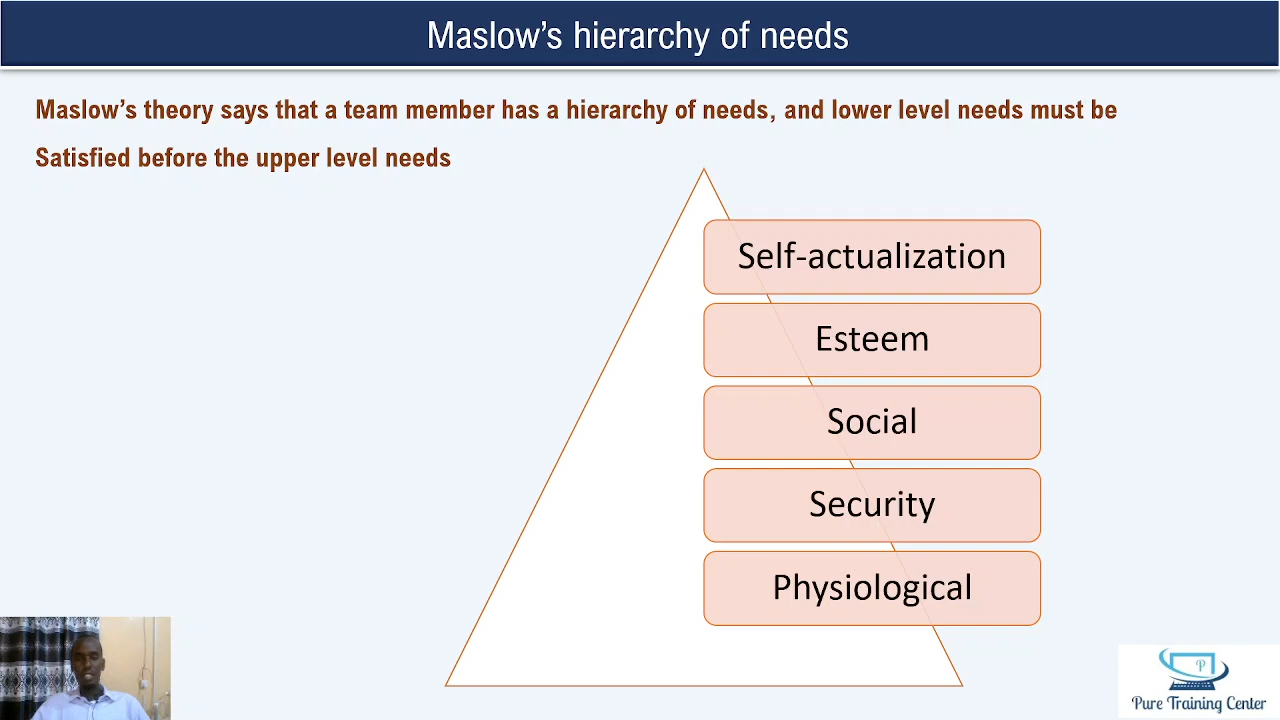 Maslow's hierarchy of needs
Maslow's theory says that a team member has a hierarchy of needs, and lower level needs must be
Satisfied before the upper level needs
Self-actualization
Esteem
Social
Security
Physiological
P
Pure Training Center